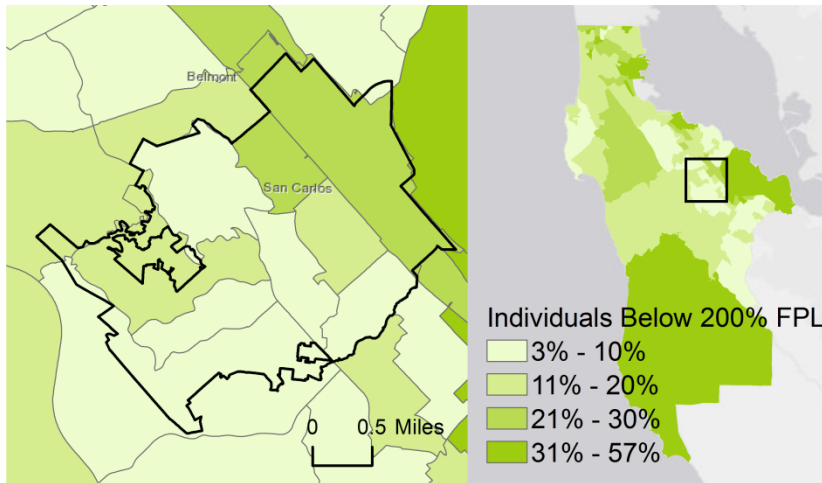 Belmont
San Carlos
0 0.5 Miles
Individuals Below 200% FPL
3% - 10%
11% - 20%
21% - 30%
31% - 57%